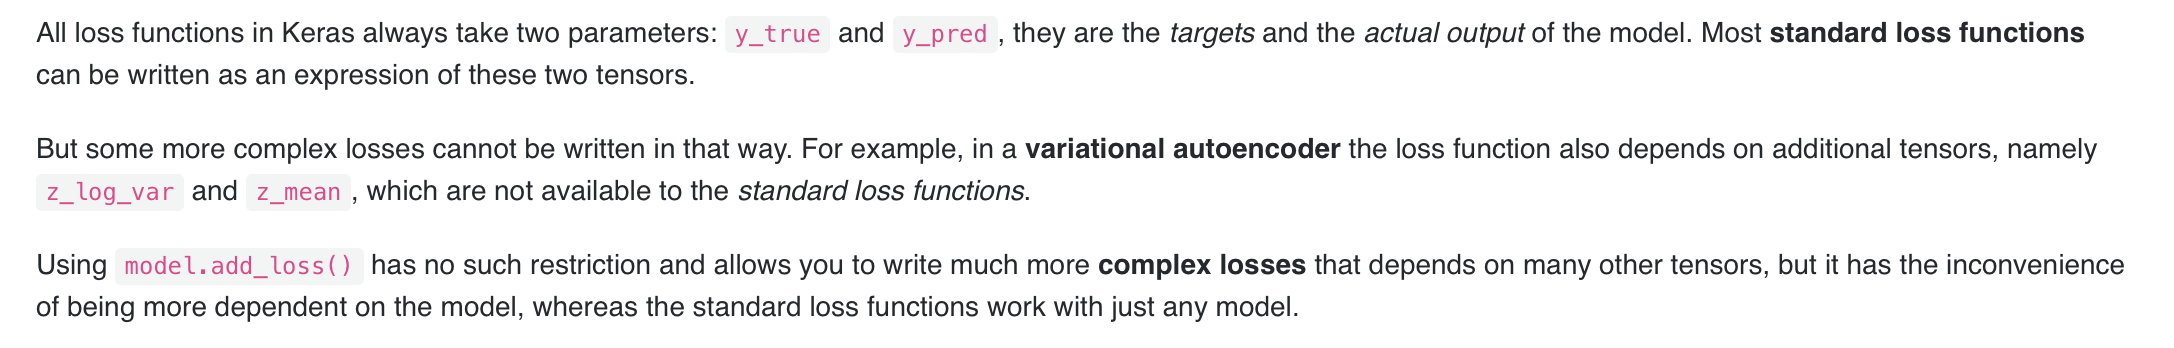 All loss functions in Keras always take two parameters: y_true and y_pred, they are the targets and the actual output of the model. Most standard loss functions
can be written as an expression of these two tensors.
But some more complex losses cannot be written in that way. For example, in a variational autoencoder the loss function also depends on additional tensors, namely
z_log_var and z_mean, which are not available to the standard loss functions.
Using model.add_loss() has no such restriction and allows you to write much more complex losses that depends on many other tensors, but it has the inconvenience
of being more dependent on the model, whereas the standard loss functions work with just any model.